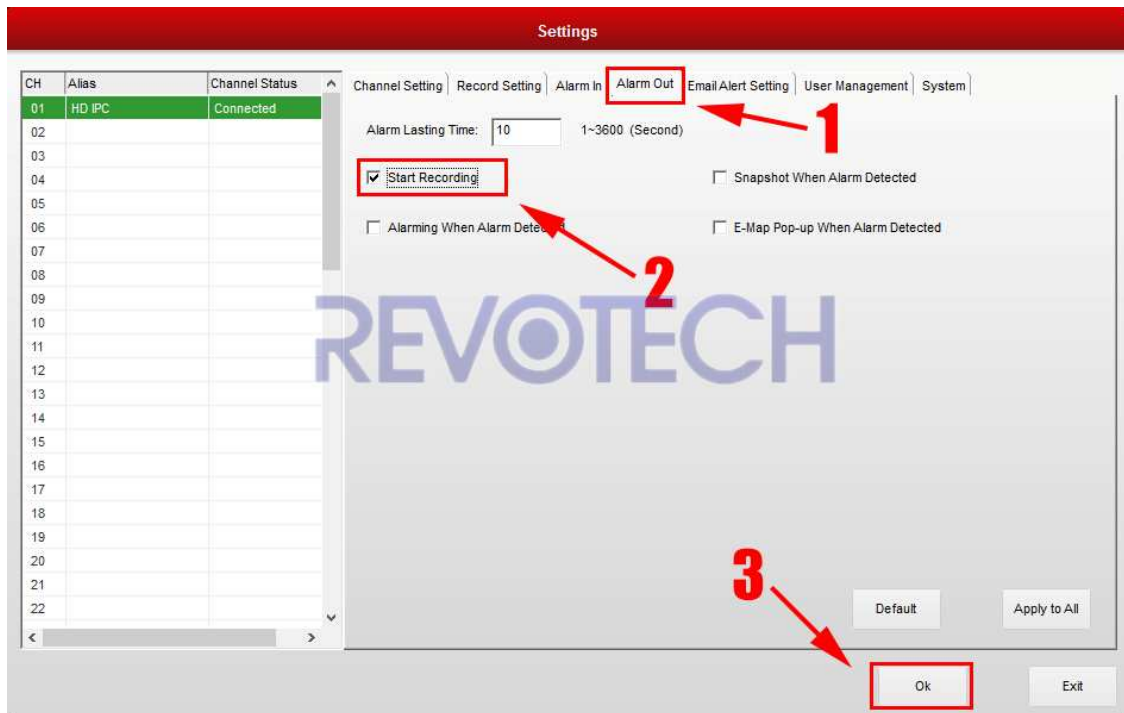 Settings
CH Alias Channel Status
01 HD IPC Connected
02
03
04
05
06
07
08
09
10
11
12
13
14
15
16
17
18
19
20
21
22
Channel Setting Record Setting Alarm In Alarm Out Email Alert Setting User Management System
1
Alarm Lasting Time: 10 1~3600 (Second)
Start Recording Snapshot When Alarm Detected
Alarming When Alarm Detected E-Map Pop-up When Alarm Detected
2
REVOTECH
3
Default Apply to All
Ok Exit